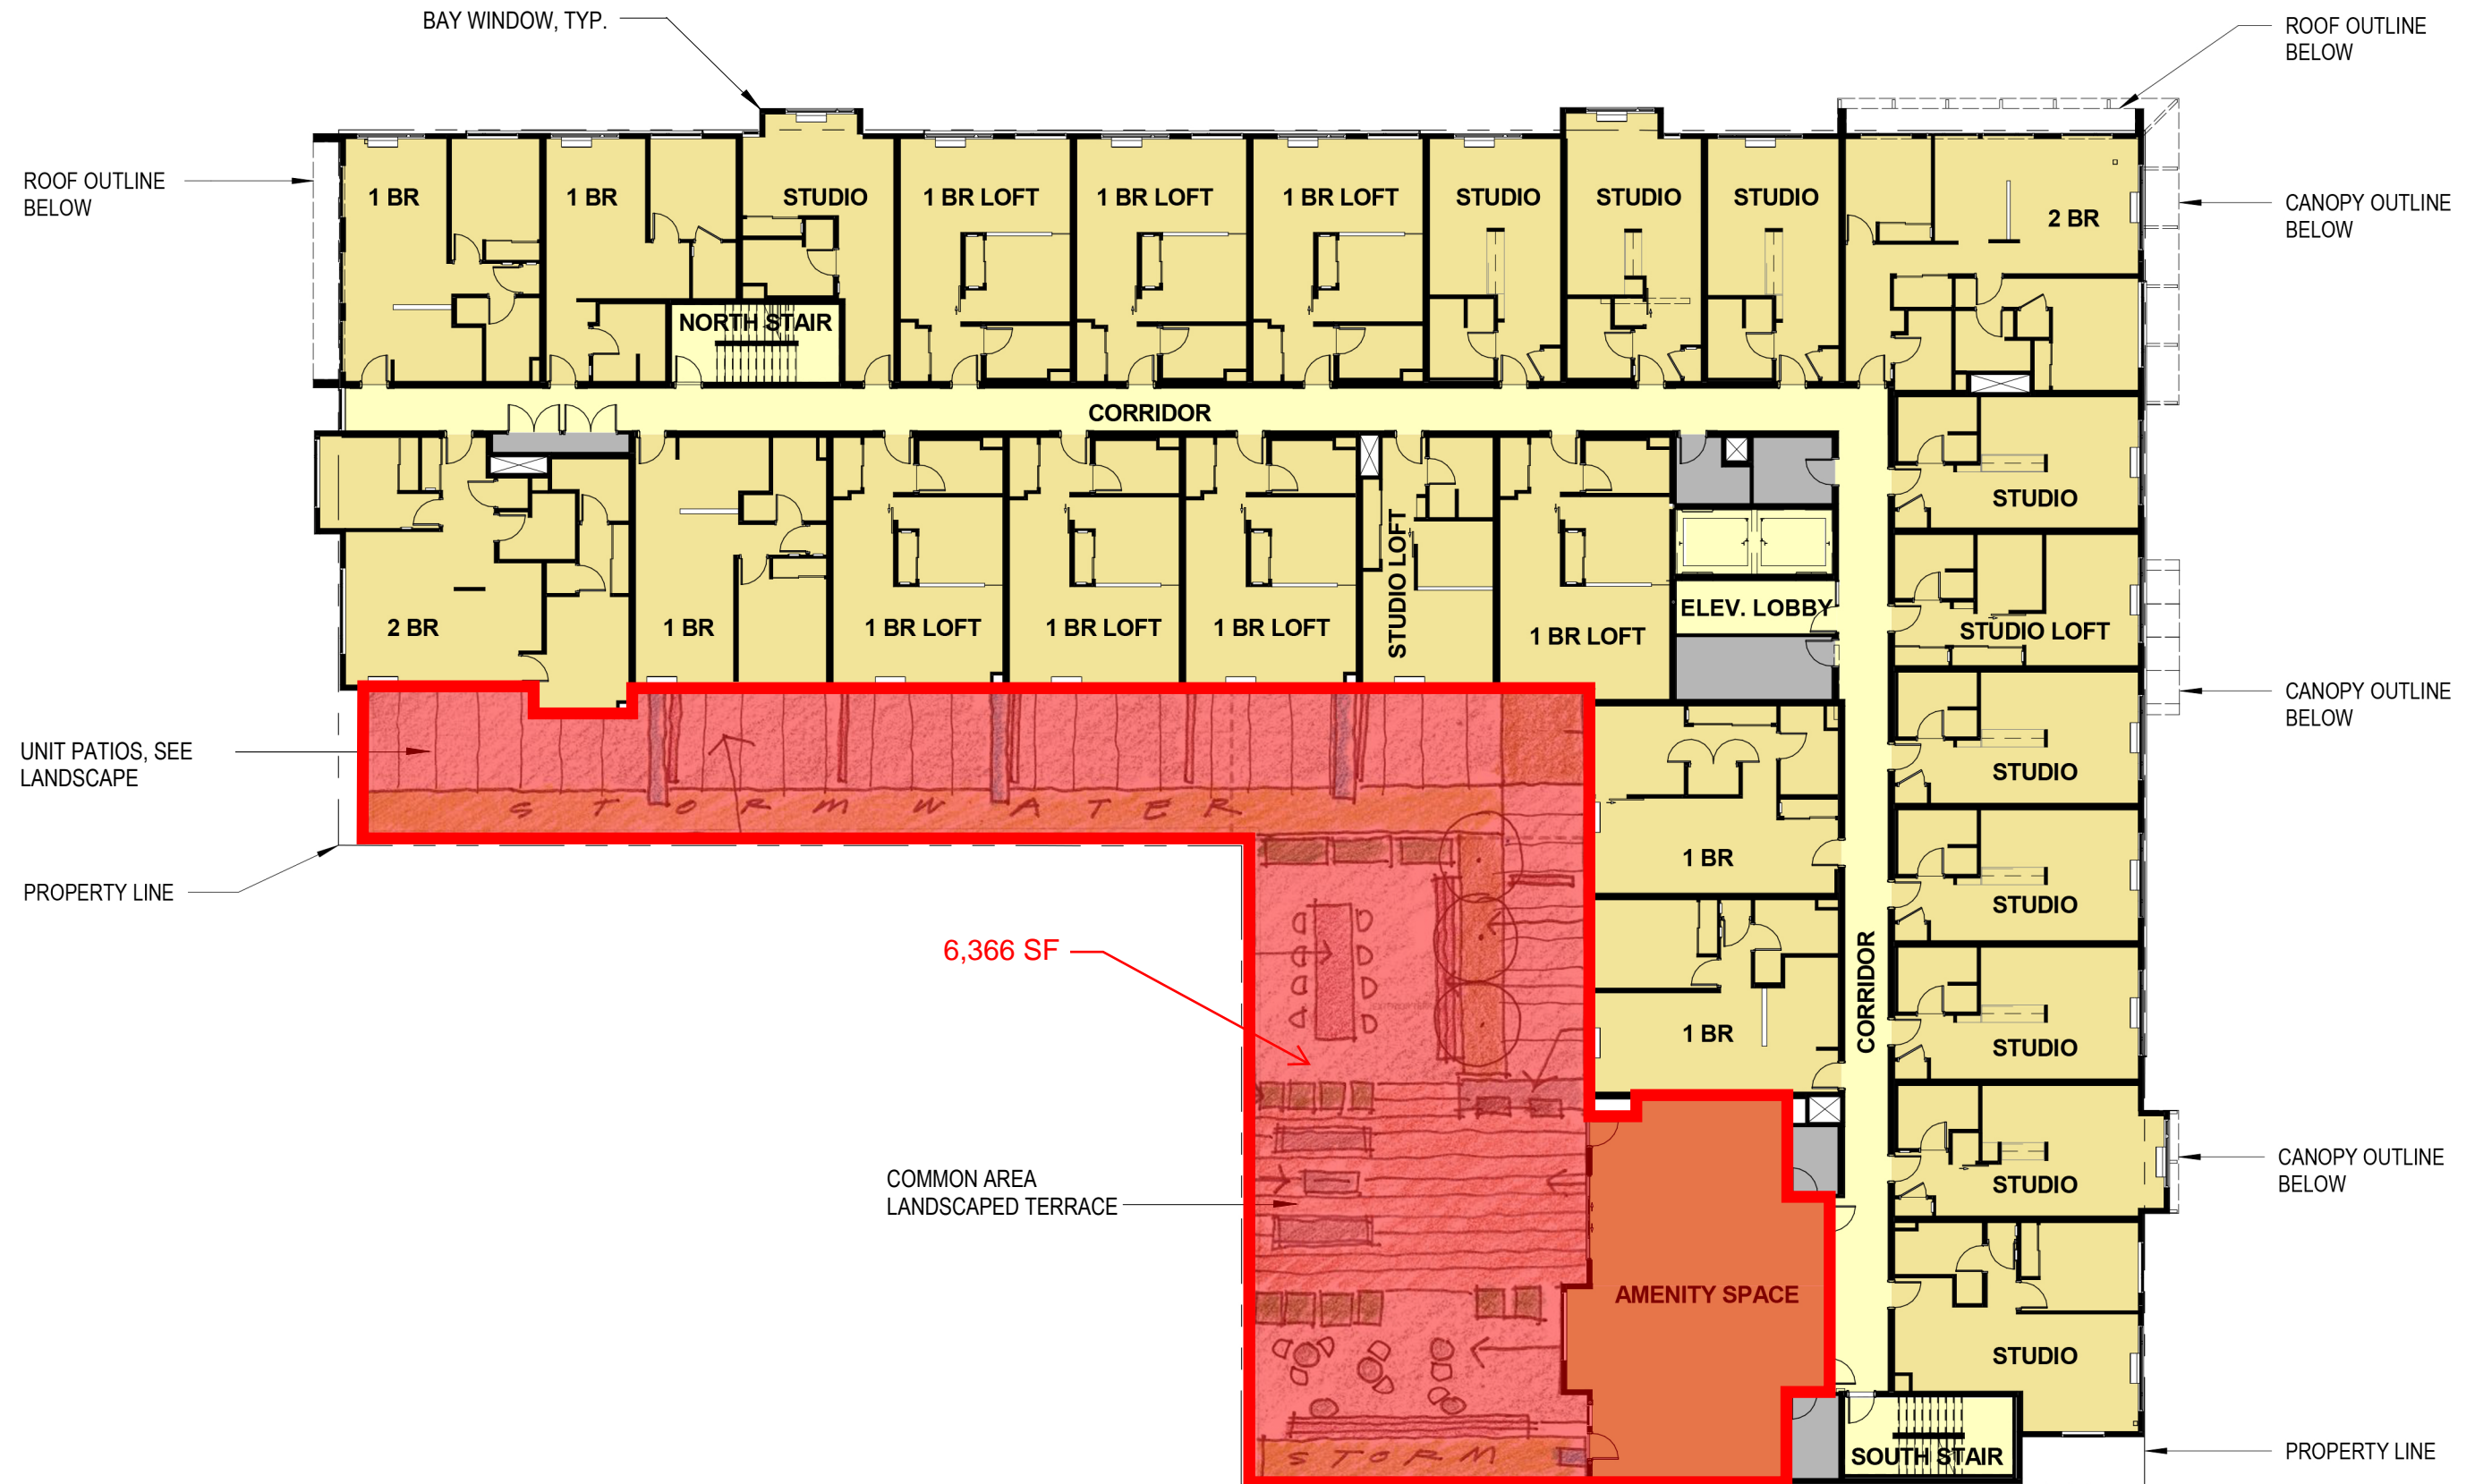 BAY WINDOW, TYP.
ROOF OUTLINE
BELOW
ROOF OUTLINE
BELOW
CANOPY OUTLINE
BELOW
1 BR
1 BR
STUDIO
1 BR LOFT
1 BR LOFT
1 BR LOFT
STUDIO
STUDIO
STUDIO
2 BR
NORTH STAIR
CORRIDOR
STUDIO
2 BR
1 BR
1 BR LOFT
1 BR LOFT
1 BR LOFT
STUDIO LOFT
1 BR LOFT
ELEV. LOBBY
STUDIO LOFT
CANOPY OUTLINE
BELOW
UNIT PATIOS, SEE
LANDSCAPE
STORM WATER
STUDIO
1 BR
PROPERTY LINE
STUDIO
6,366 SF
CORRIDOR
1 BR
STUDIO
COMMON AREA
LANDSCAPED TERRACE
STUDIO
CANOPY OUTLINE
BELOW
AMENITY SPACE
STUDIO
STORM
SOUTH STAIR
PROPERTY LINE